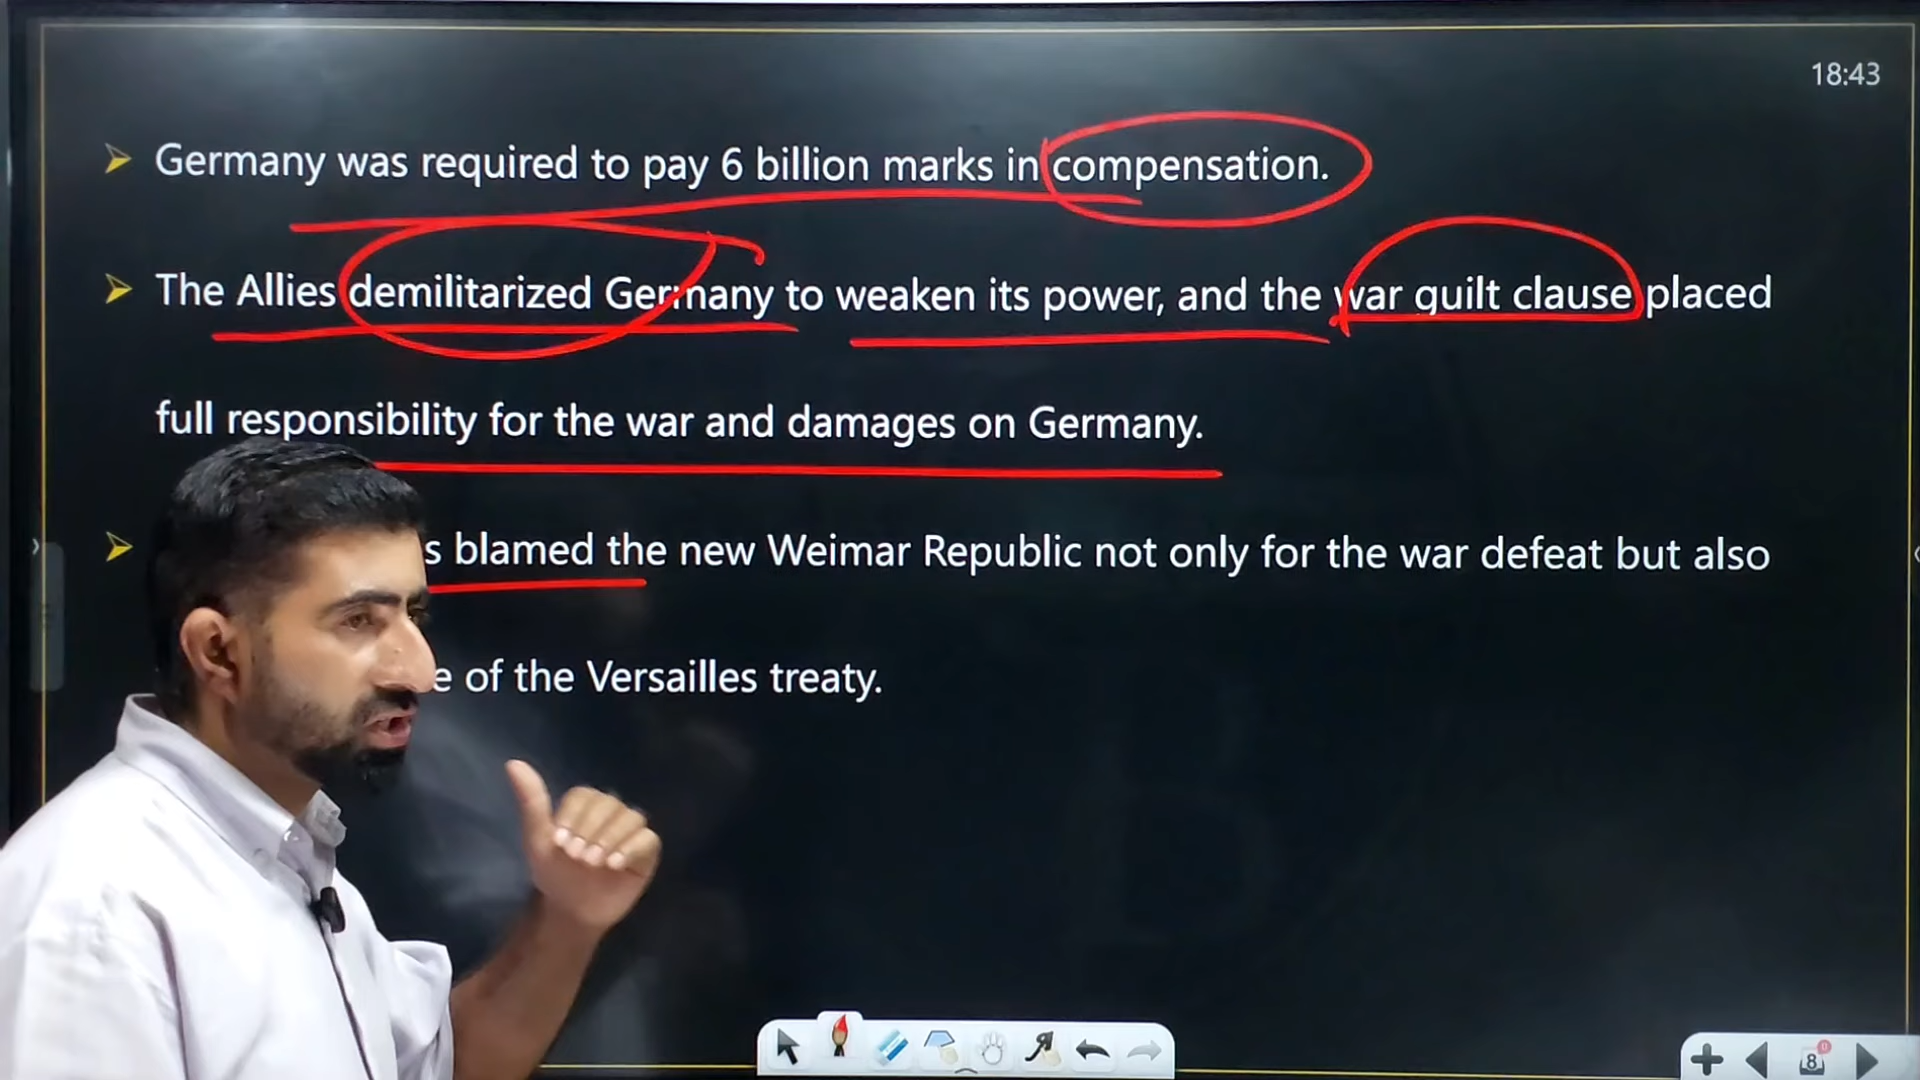 18:43
Germany was required to pay 6 billion marks in compensation.
The Allies demilitarized Germany to weaken its power, and the war guilt clause placed
full responsibility for the war and damages on Germany.
blamed the new Weimar Republic not only for the war defeat but also
of the Versailles treaty.
8
0